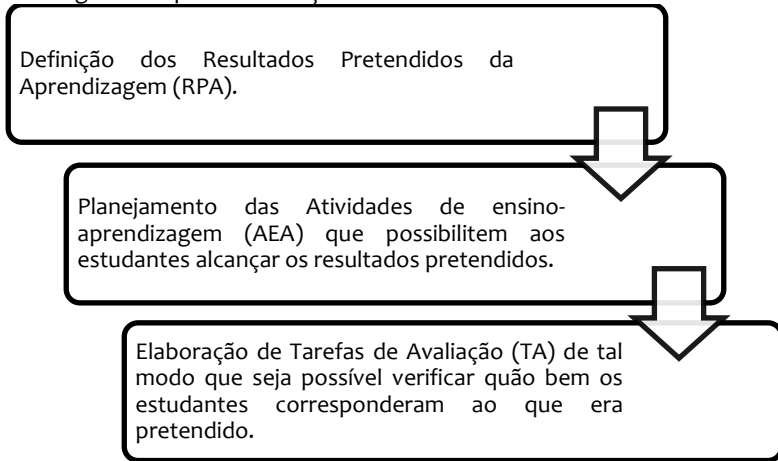 Definição dos Resultados Pretendidos da
Aprendizagem (RPA).
Planejamento das Atividades de ensino-
aprendizagem (AEA) que possibilitem aos
estudantes alcançar os resultados pretendidos.
Elaboração de Tarefas de Avaliação (TA) de tal
modo que seja possível verificar quão bem os
estudantes corresponderam ao que era
pretendido.